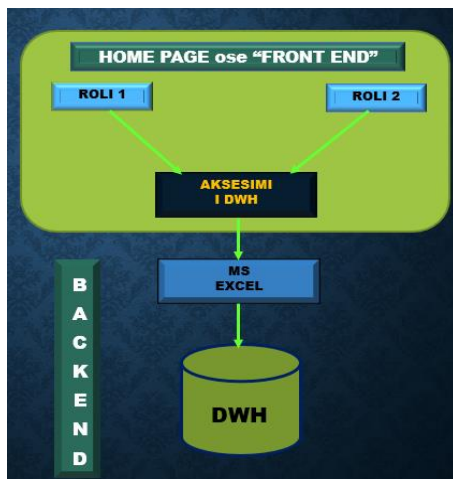 HOME PAGE ose “FRONT END”
ROLI 1
ROLI 2
AKSESIMI
I DWH
MS
EXCEL
B
A
C
K
E
N
D
DWH